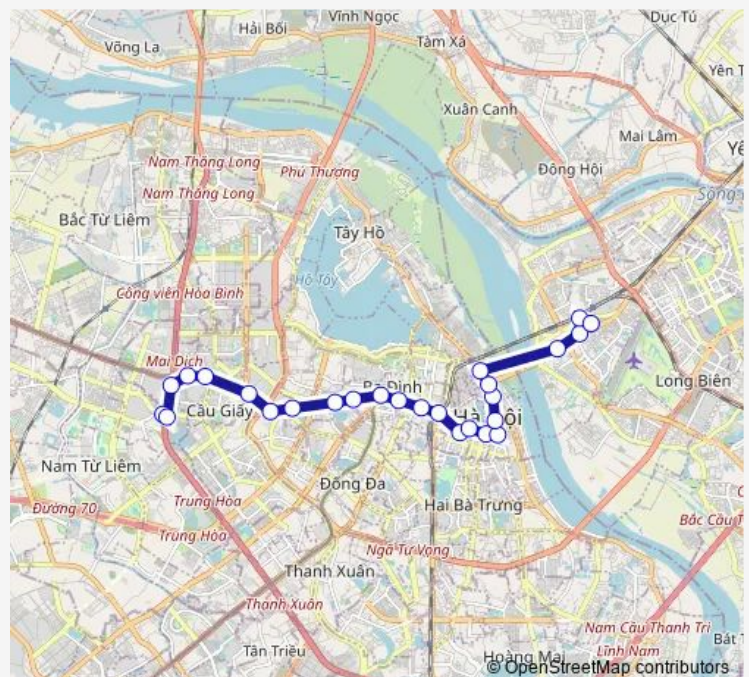 Vĩnh Ngọc
Dục Tú
Hải Bối
Võng La
Tàm Xá
Yên T
Xuân Canh
Mai Lâm
Nam Thăng Long
Phú Thượng
Đông Hội
Yê
Nam Thăng Long
Sông
Bắc Từ Liêm
Tây Hồ
Hồ Tây
Công viên Hòa Bình
Mai Dịch
Long Biên
Cầu Giấy
Nam Từ Liêm
Đống Đa
Trung Hòa
Đường 70
Hai Bà Trưng
Trung Hòa
Bắc Cầu T
Ngã Tư Vọng
Thanh Xuân
Thanh Xuân
Nam Cầu Thanh Trì
Tân Triều
Lĩnh Nam
Bát T
Hoàng Mai
© OpenStreetMap contributors